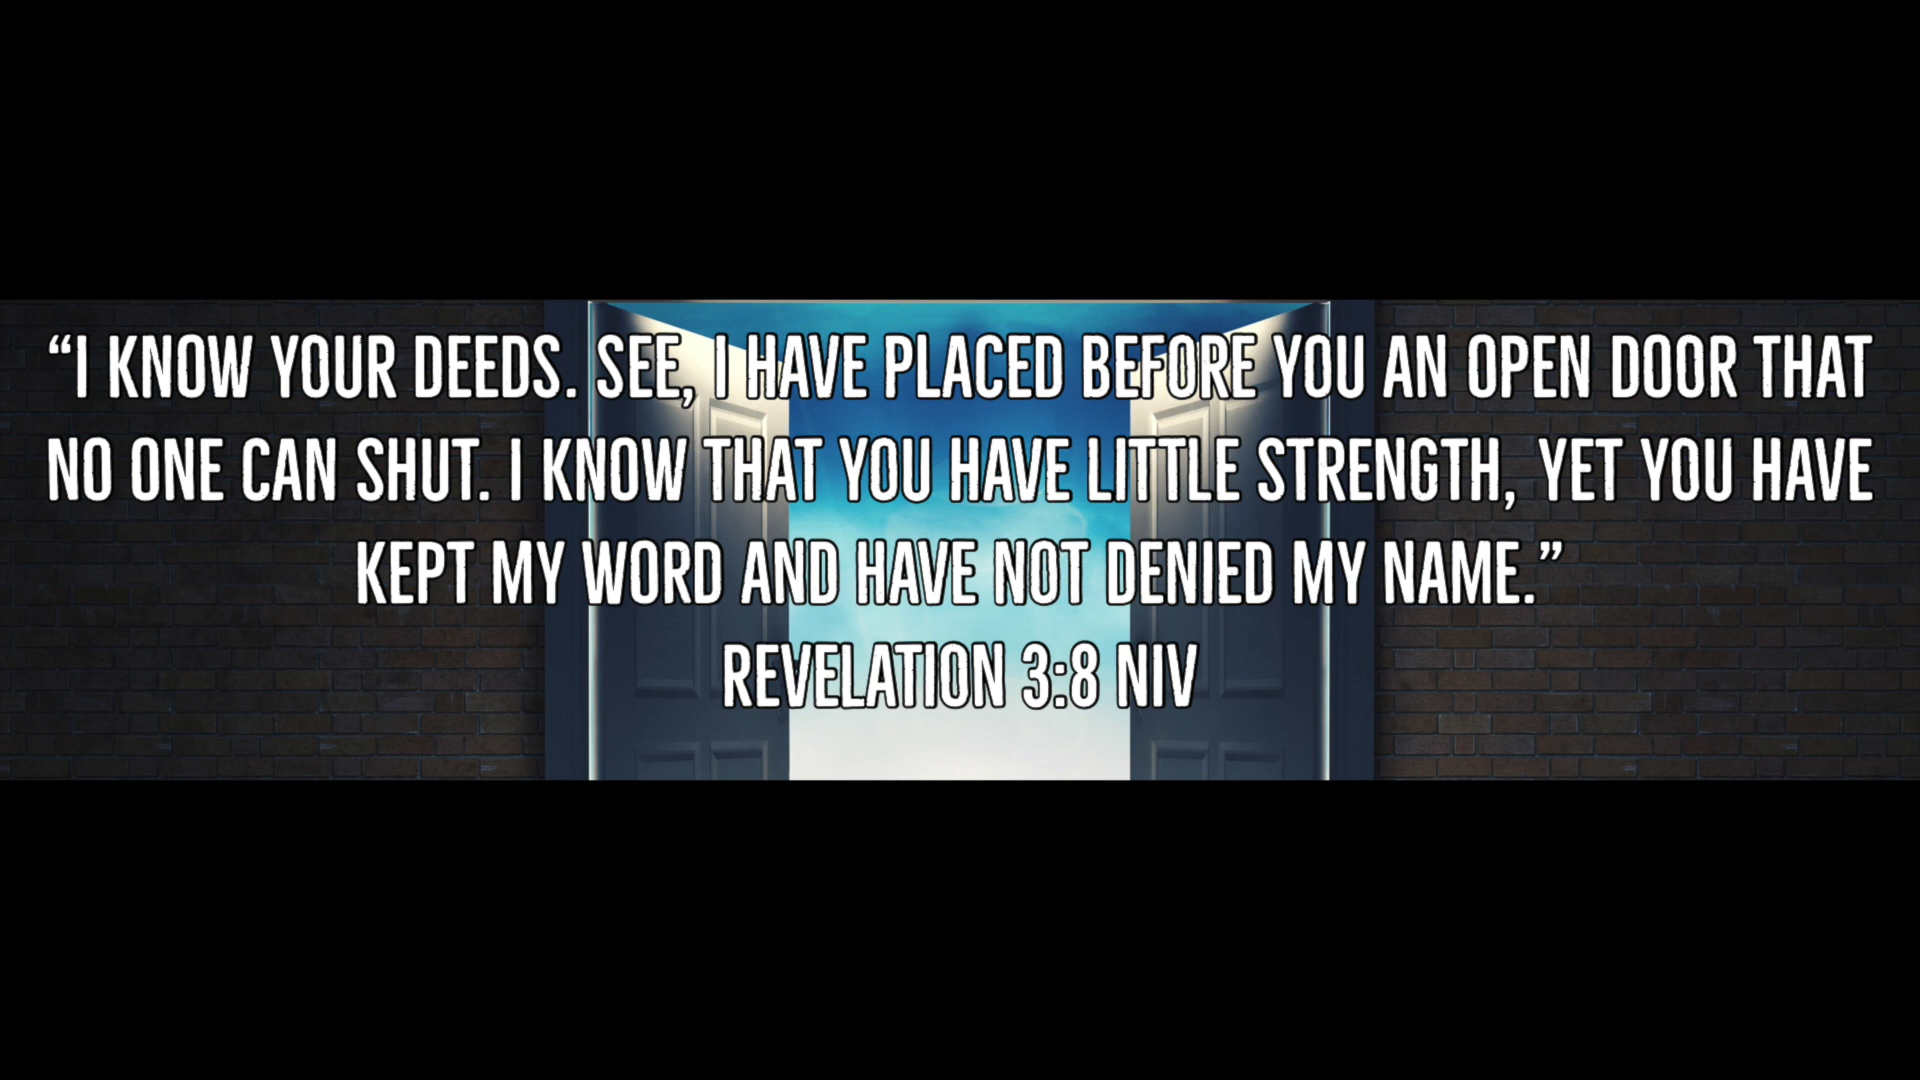 “I KNOW YOUR DEEDS. SEE, I HAVE PLACED BEFORE YOU AN OPEN DOOR THAT
NO ONE CAN SHUT. I KNOW THAT YOU HAVE LITTLE STRENGTH, YET YOU HAVE
KEPT MY WORD AND HAVE NOT DENIED MY NAME.”
REVELATION 3:8 NIV